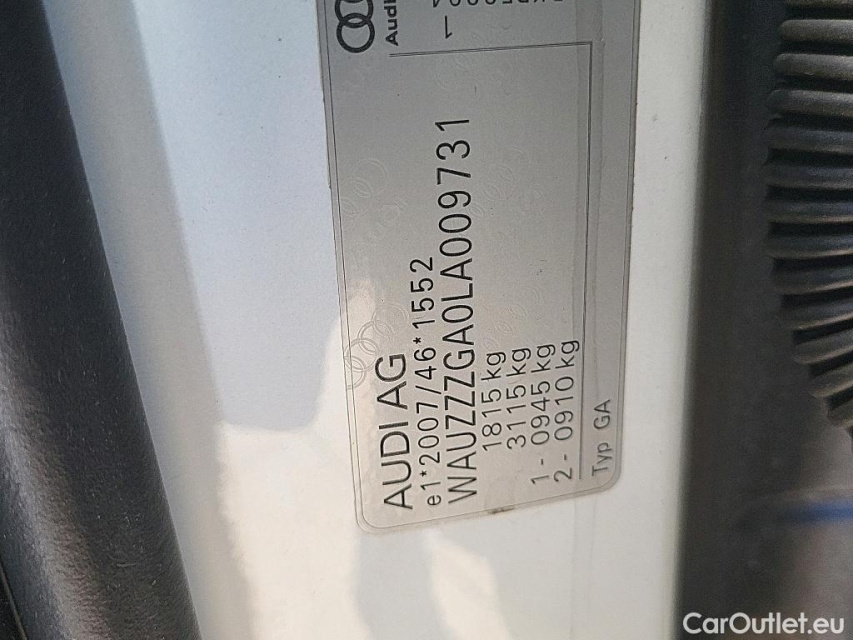 Audi
AUDI AG
e1*2007/46*1552
WAUZZZGA0LA009731
1815 kg
3115 kg
1 - 0945 kg
2 - 0910 kg
Typ GA
CarOutlet.eu